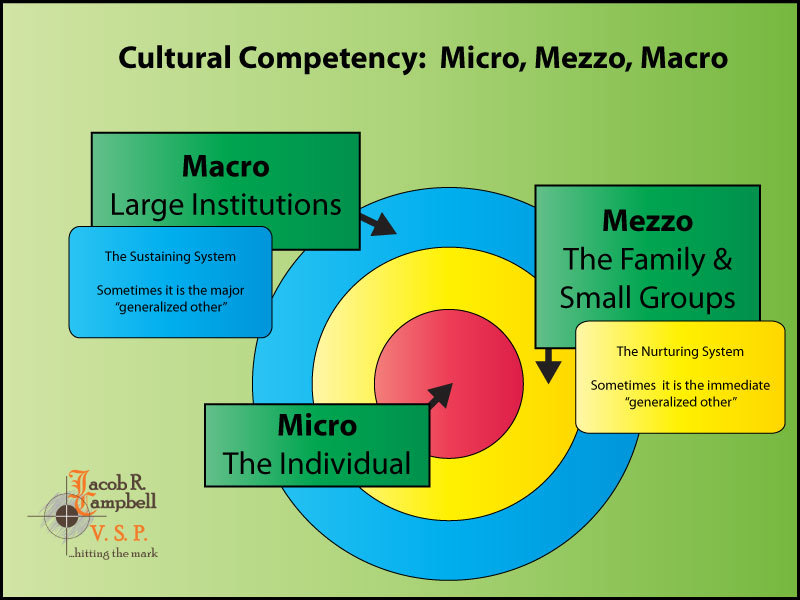 Cultural Competency:  Micro, Mezzo, Macro
Macro
Large Institutions
The Sustaining System
Sometimes it is the major
“generalized other”
Mezzo
The Family &
Small Groups
The Nurturing System
Sometimes  it is the immediate
“generalized other”
Micro
The Individual
Jacob R.
Campbell
V. S. P.
...hitting the mark